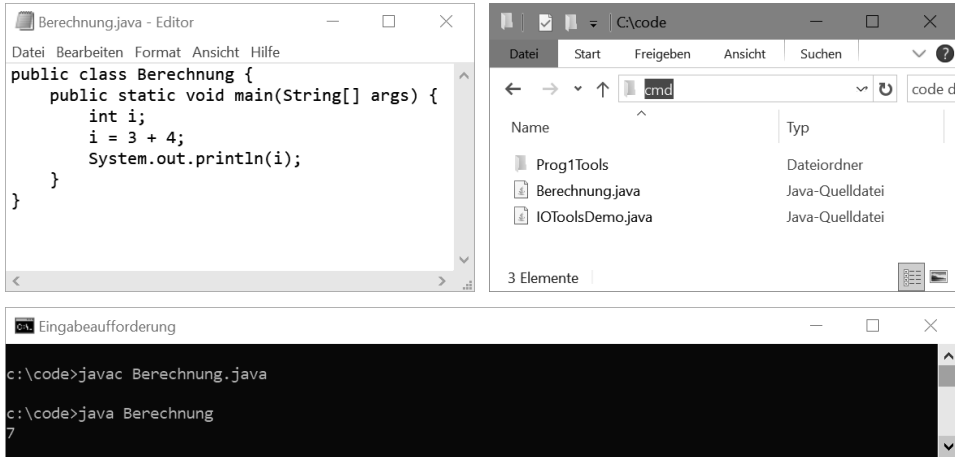 Berechnung.java - Editor
Datei Bearbeiten Format Ansicht Hilfe
public class Berechnung {
    public static void main(String[] args) {
        int i;
        i = 3 + 4;
        System.out.println(i);
    }
}
C:\code
Datei Start Freigeben Ansicht Suchen
cmd
code d
Name Typ
Prog1Tools Dateiordner
Berechnung.java Java-Quelldatei
IOToolsDemo.java Java-Quelldatei
3 Elemente
Eingabeaufforderung
c:\code>javac Berechnung.java
c:\code>java Berechnung
7